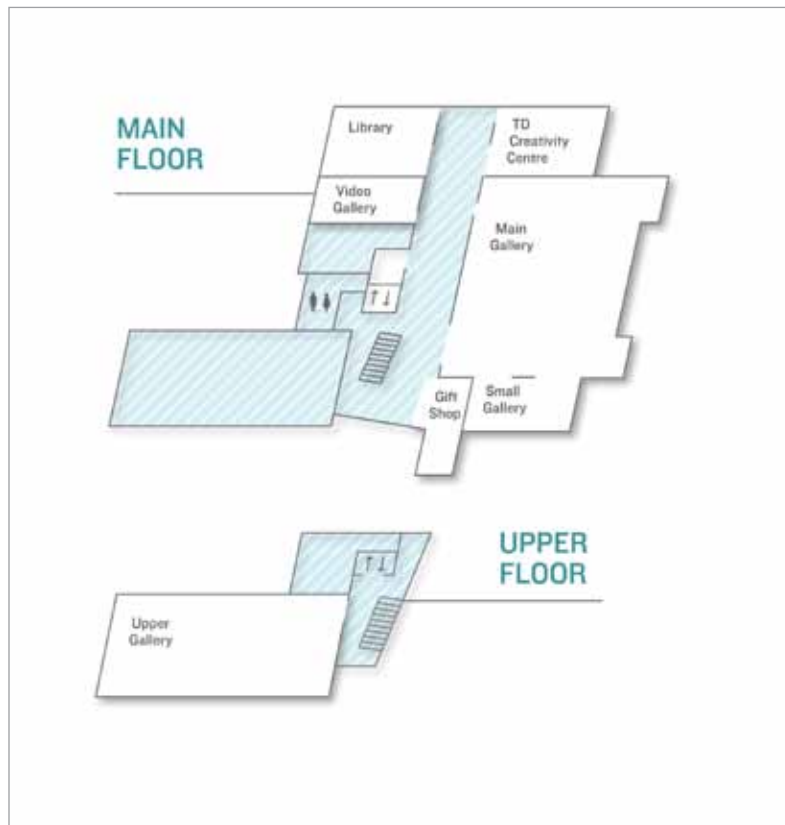 MAIN
FLOOR
Library
TD
Creativity
Centre
Video
Gallery
Main
Gallery
Gift
Shop
Small
Gallery
UPPER
FLOOR
Upper
Gallery